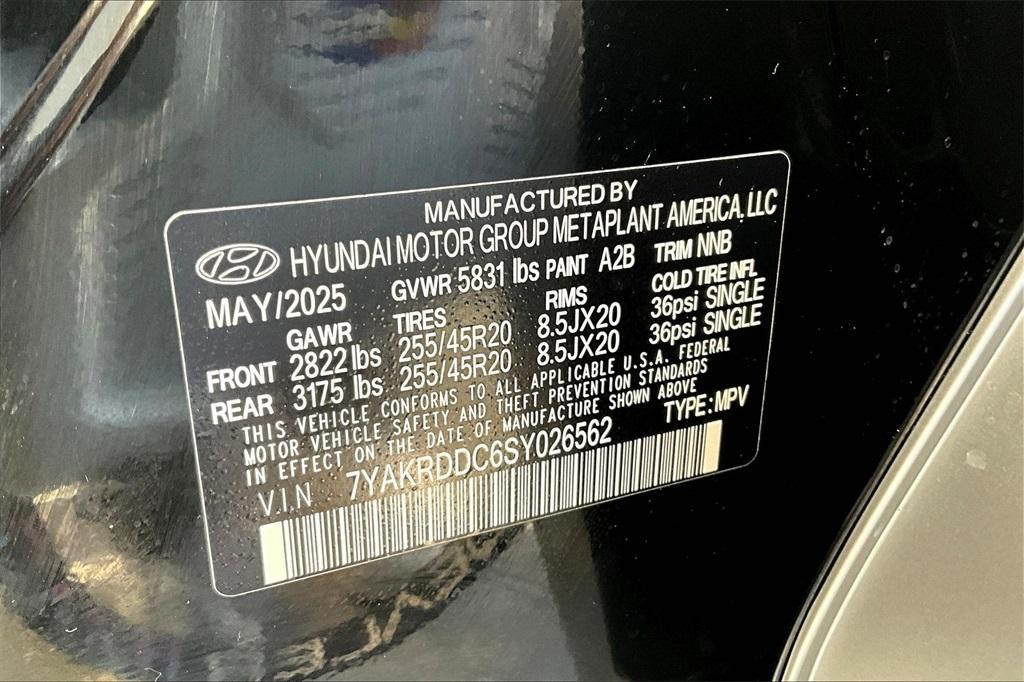 MANUFACTURED BY
HYUNDAI MOTOR GROUP METAPLANT AMERICA, LLC
MAY/2025 GVWR 5831 lbs PAINT A2B TRIM NNB
GAWR TIRES RIMS COLD TIRE INFL
FRONT 2822 lbs 255/45R20 8.5JX20 36psi SINGLE
REAR 3175 lbs 255/45R20 8.5JX20 36psi SINGLE
THIS VEHICLE CONFORMS TO ALL APPLICABLE U.S.A. FEDERAL
MOTOR VEHICLE SAFETY AND THEFT PREVENTION STANDARDS
IN EFFECT ON THE DATE OF MANUFACTURE SHOWN ABOVE
V.I.N 7YAKRDDC6SY026562 TYPE: MPV